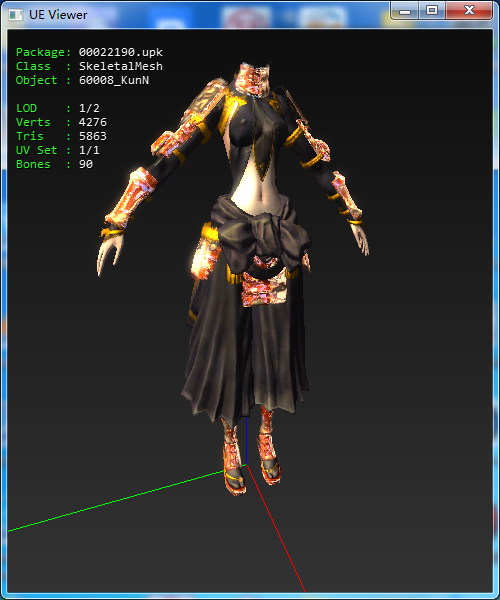 UE Viewer
Package: 00022190.upk
Class : SkeletalMesh
Object : 60008_KunN
LOD : 1/2
Verts : 4276
Tris : 5863
UV Set : 1/1
Bones : 90